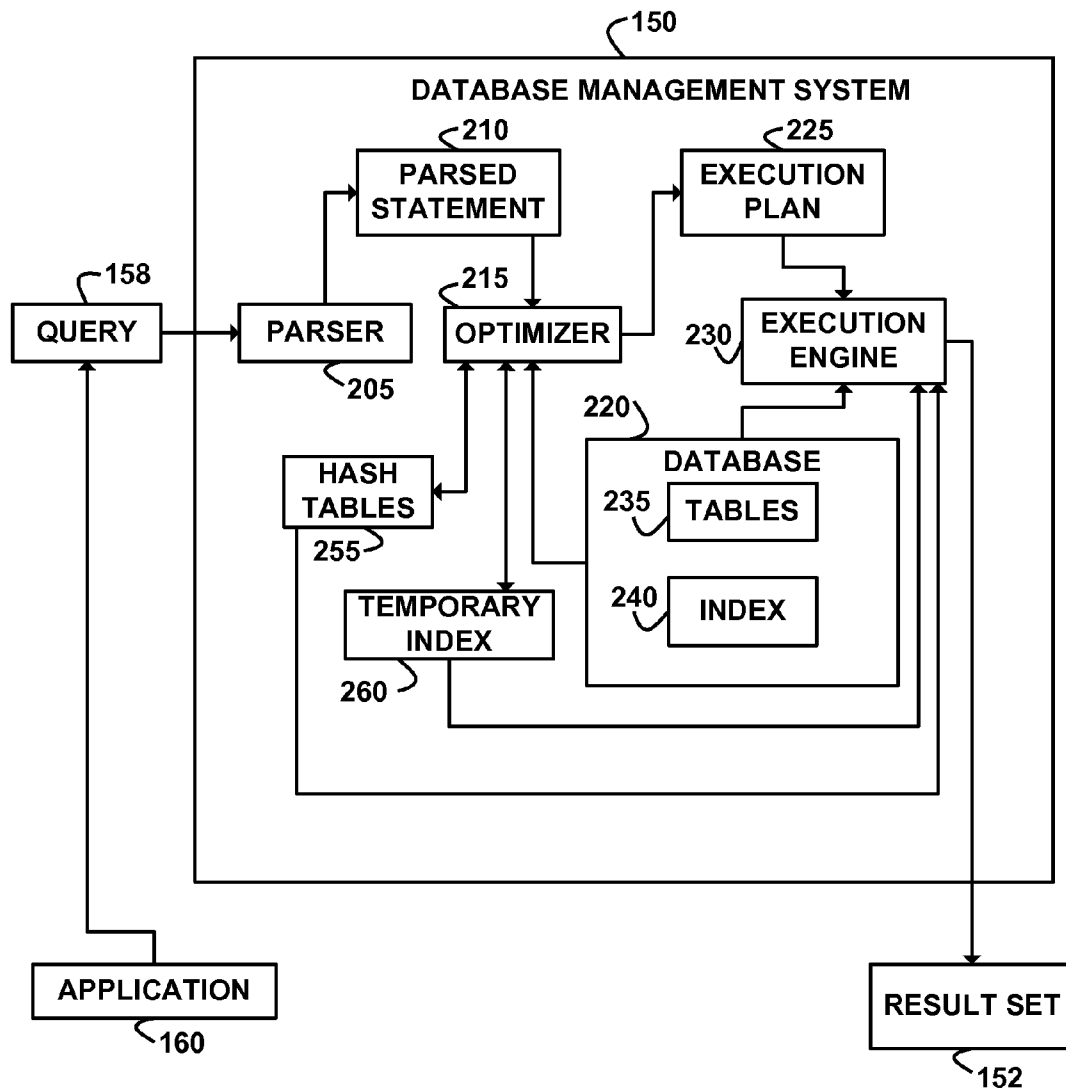 150
DATABASE MANAGEMENT SYSTEM
210
225
PARSED
STATEMENT
EXECUTION
PLAN
158
215
QUERY
PARSER
OPTIMIZER
230
EXECUTION
ENGINE
205
220
HASH
TABLES
DATABASE
235
TABLES
255
240
INDEX
TEMPORARY
INDEX
260
APPLICATION
160
RESULT SET
152